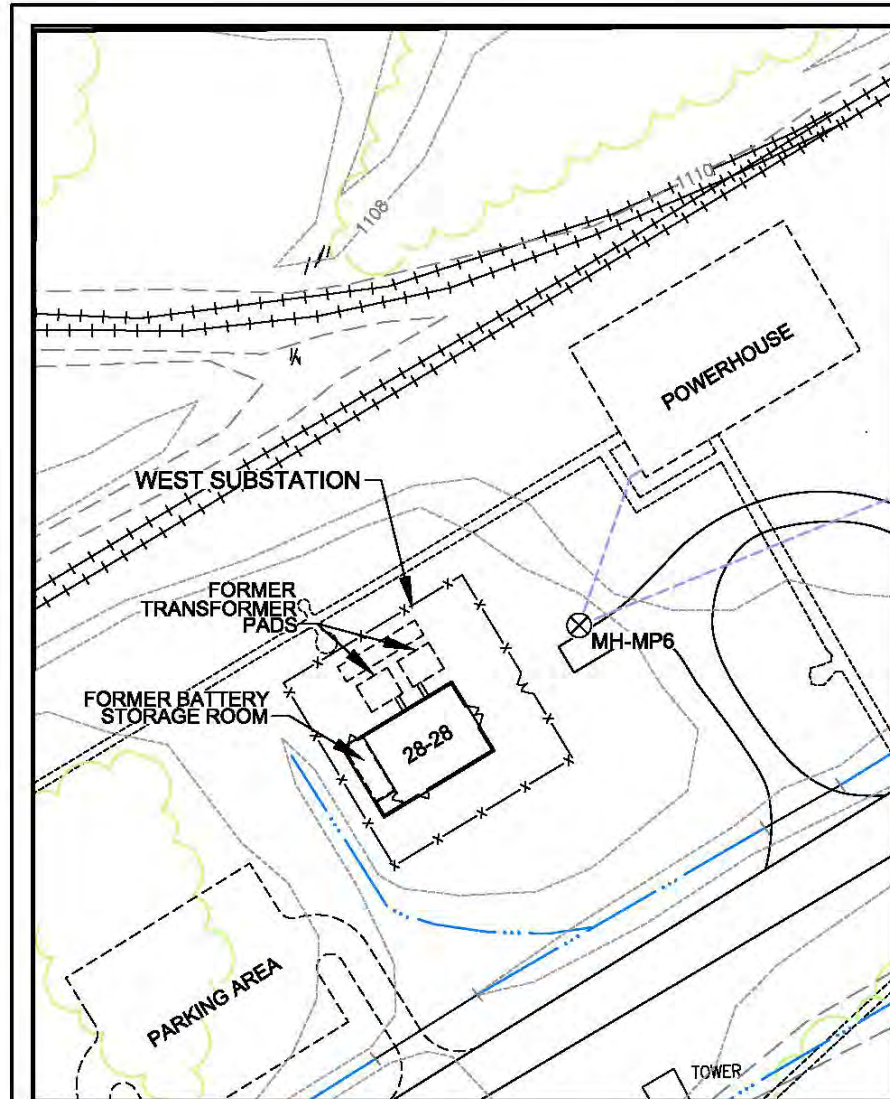 1110
1108
POWERHOUSE
WEST SUBSTATION
FORMER
TRANSFORMER
PADS
MH-MP6
FORMER BATTERY
STORAGE ROOM
28-28
PARKING AREA
TOWER